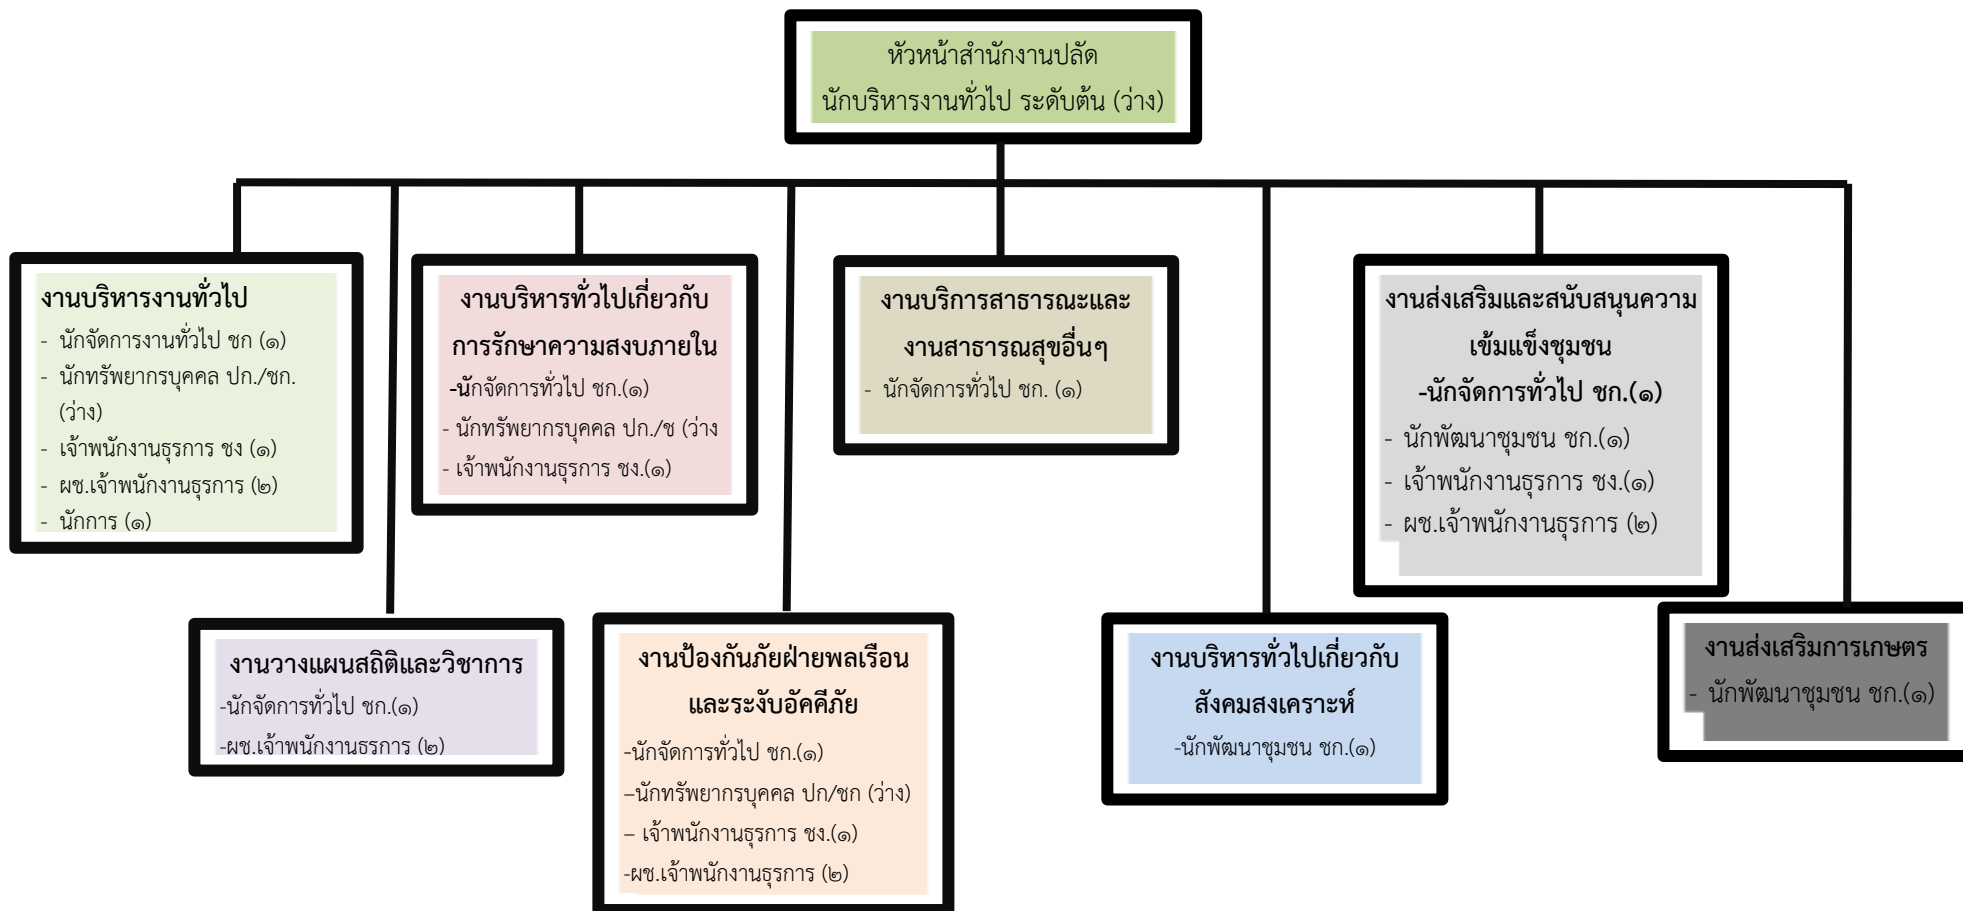 หัวหน้าสำนักงานปลัด
นักบริหารงานทั่วไป ระดับต้น (ว่าง)
งานบริหารงานทั่วไป
- นักจัดการงานทั่วไป ชก (๑)
- นักทรัพยากรบุคคล ปก./ชก.
(ว่าง)
- เจ้าพนักงานธุรการ ชง (๑)
- ผช.เจ้าพนักงานธุรการ (๒)
- นักการ (๑)
งานบริหารทั่วไปเกี่ยวกับ
การรักษาความสงบภายใน
-นักจัดการทั่วไป ชก.(๑)
- นักทรัพยากรบุคคล ปก./ช (ว่าง
- เจ้าพนักงานธุรการ ชง.(๑)
งานบริการสาธารณะและ
งานสาธารณสุขอื่นๆ
- นักจัดการทั่วไป ชก. (๑)
งานส่งเสริมและสนับสนุนความ
เข้มแข็งชุมชน
-นักจัดการทั่วไป ชก.(๑)
- นักพัฒนาชุมชน ชก.(๑)
- เจ้าพนักงานธุรการ ชง.(๑)
- ผช.เจ้าพนักงานธุรการ (๒)
งานวางแผนสถิติและวิชาการ
-นักจัดการทั่วไป ชก.(๑)
-ผช.เจ้าพนักงานธรการ (๒)
งานป้องกันภัยฝ่ายพลเรือน
และระงับอัคคีภัย
-นักจัดการทั่วไป ชก.(๑)
–นักทรัพยากรบุคคล ปก/ชก (ว่าง)
– เจ้าพนักงานธุรการ ชง.(๑)
-ผช.เจ้าพนักงานธุรการ (๒)
งานบริหารทั่วไปเกี่ยวกับ
สังคมสงเคราะห์
-นักพัฒนาชุมชน ชก.(๑)
งานส่งเสริมการเกษตร
- นักพัฒนาชุมชน ชก.(๑)